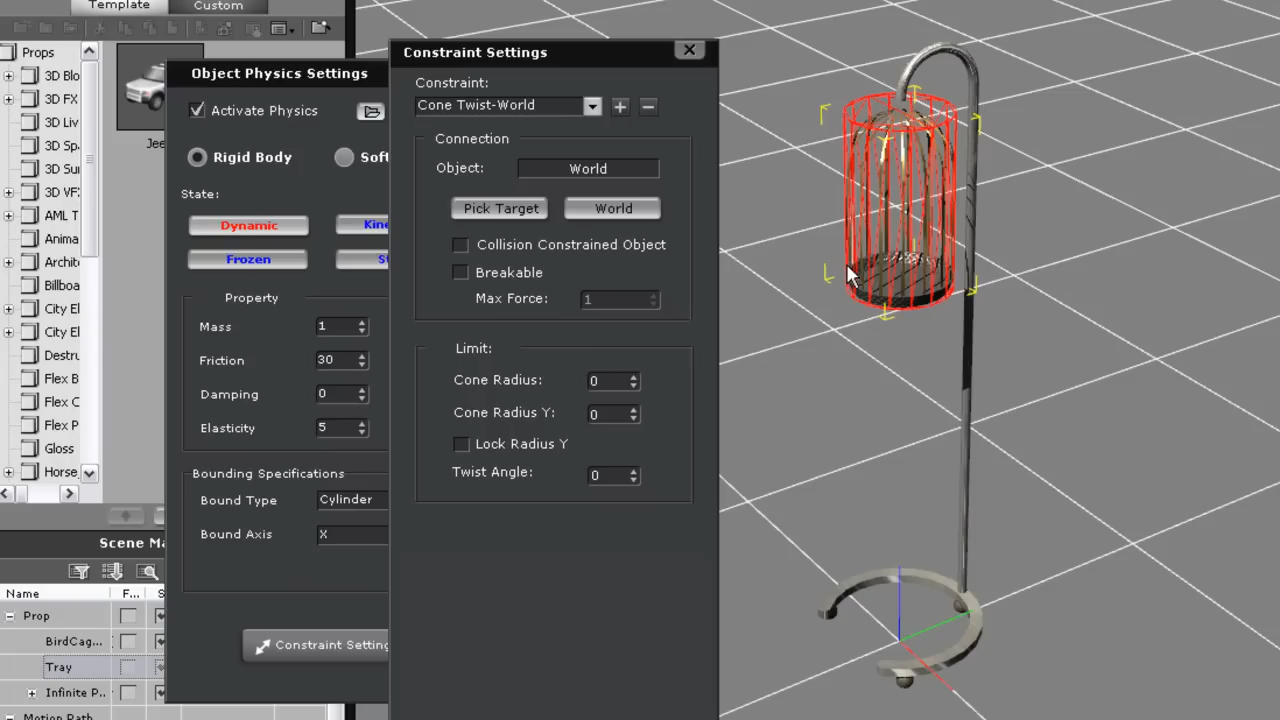 Template
Custom
Props
3D Blo
3D FX
3D Liv
3D Sp.
3D Sur
3D VF
AML T
Anima
Archit
Billboa
City El
City El
Destru
Flex B
Flex C
Flex P
Gloss
Horse
Jee
Scene Ma
Name
F...
S
Prop
BirdCag...
Tray
Infinite P..
Motion Path
Object Physics Settings
Activate Physics
Rigid Body
Soft
State:
Dynamic
Kine
Frozen
St
Property
Mass
1
Friction
30
Damping
0
Elasticity
5
Bounding Specifications
Bound Type
Cylinder
Bound Axis
X
Constraint Setting
Constraint Settings
Constraint:
Cone Twist-World
Connection
Object:
World
Pick Target
World
Collision Constrained Object
Breakable
Max Force:
1
Limit:
Cone Radius:
0
Cone Radius Y:
0
Lock Radius Y
Twist Angle:
0